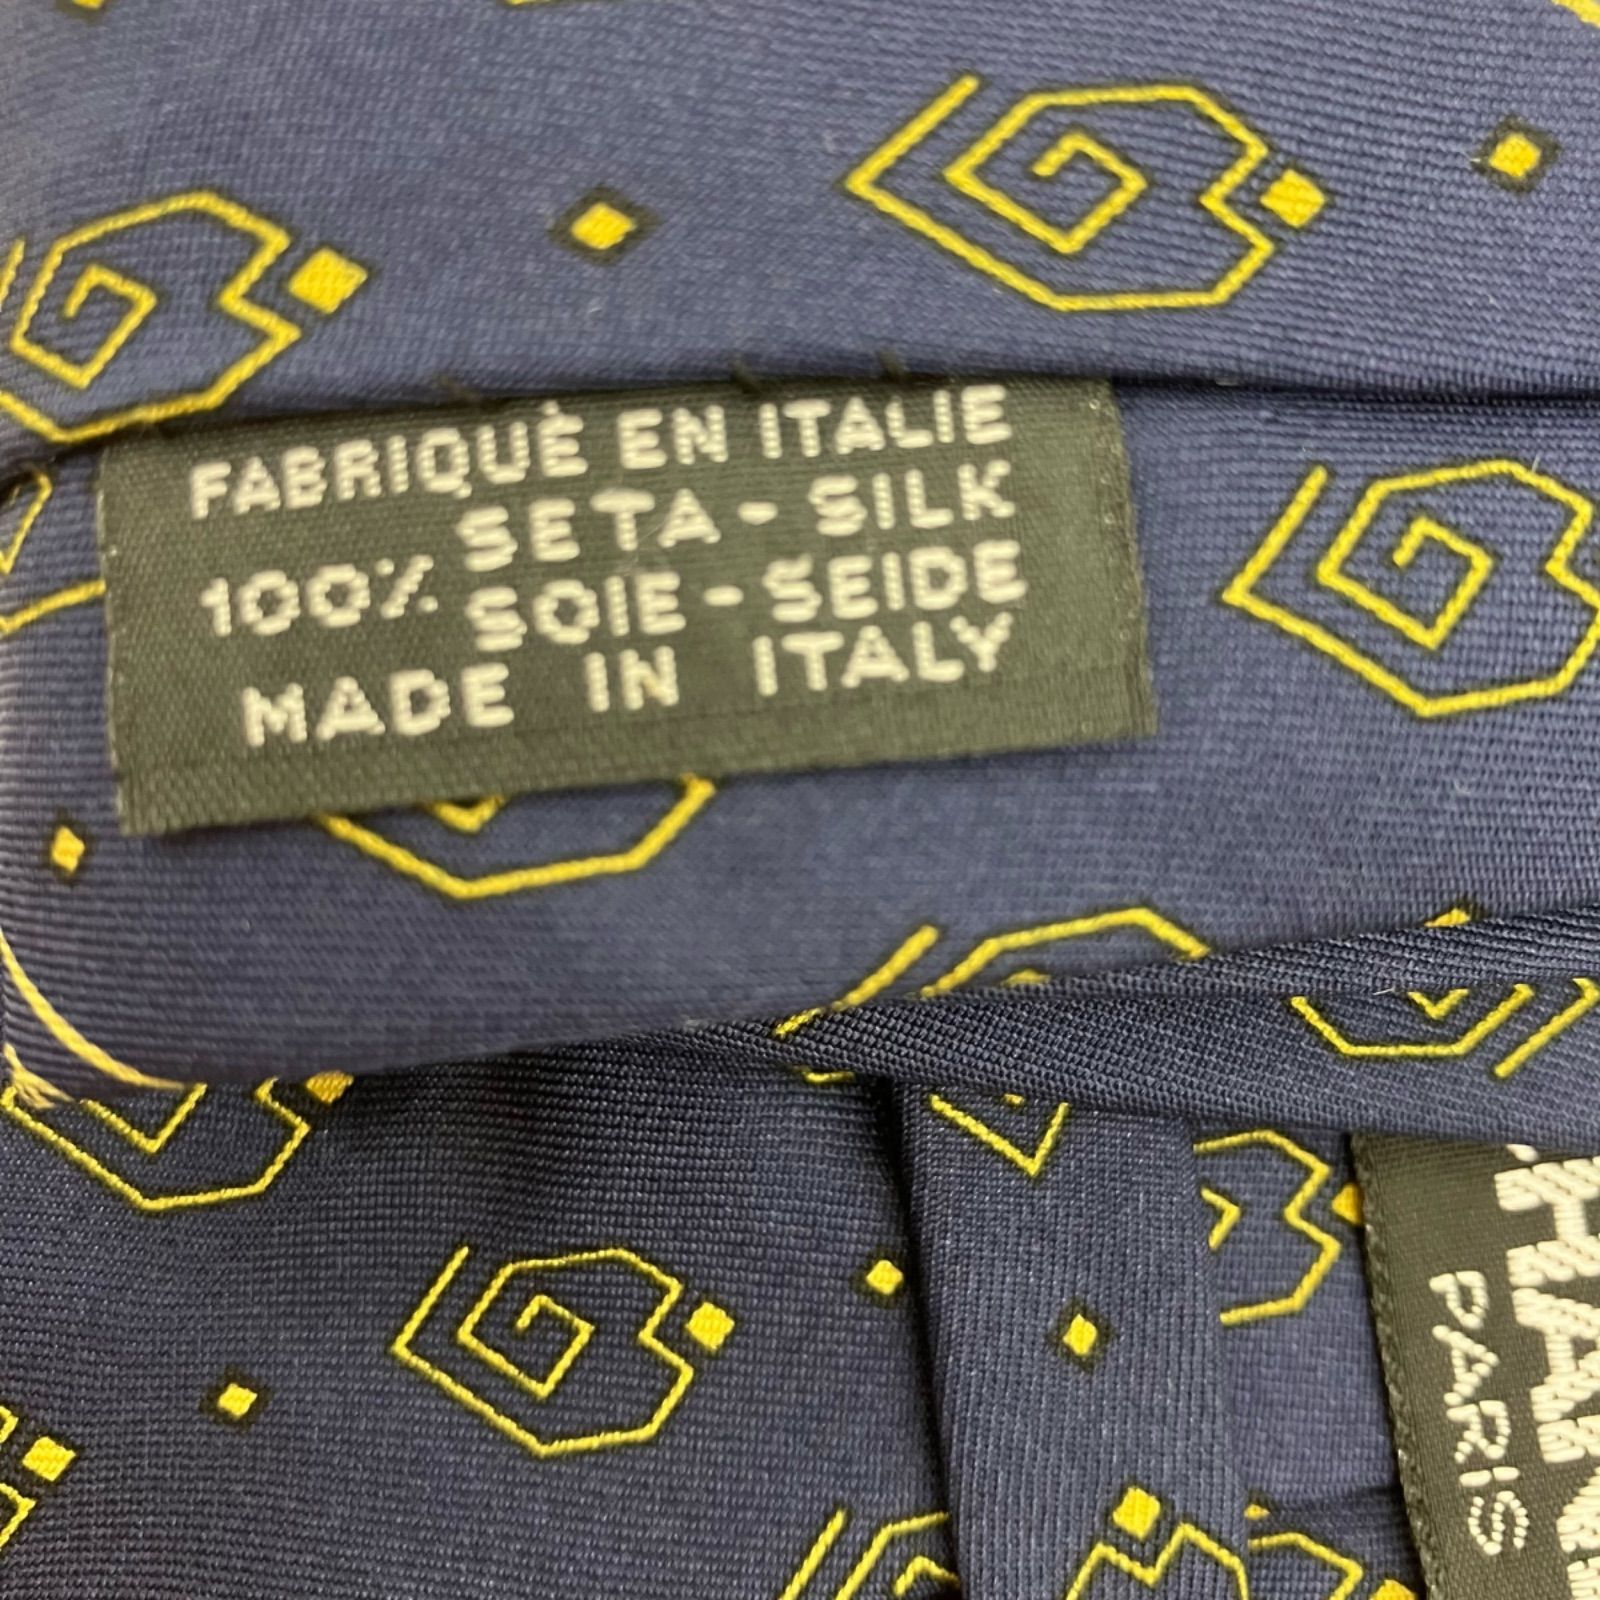 FABRIQUÈ EN ITALIE
SETA - SILK
100% SOIE - SEIDE
MADE IN ITALY
PARIS